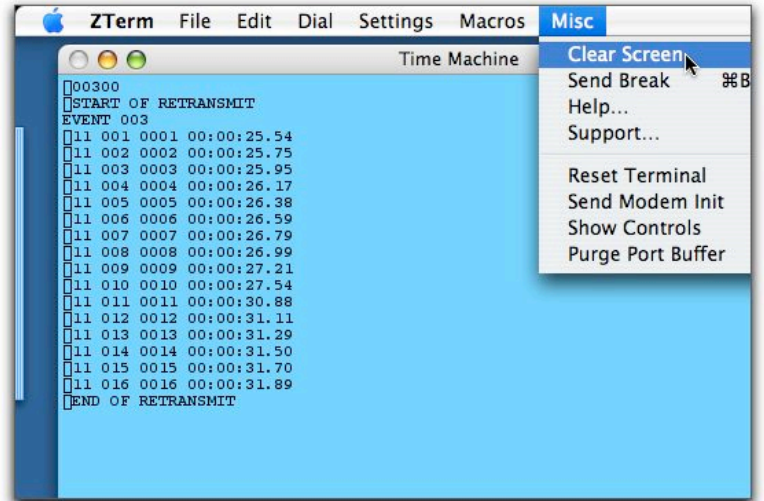 ZTerm File Edit Dial Settings Macros Misc
Time Machine
00300
START OF RETRANSMIT
EVENT 003
11 001 0001 00:00:25.54
11 002 0002 00:00:25.75
11 003 0003 00:00:25.95
11 004 0004 00:00:26.17
11 005 0005 00:00:26.38
11 006 0006 00:00:26.59
11 007 0007 00:00:26.79
11 008 0008 00:00:26.99
11 009 0009 00:00:27.21
11 010 0010 00:00:27.54
11 011 0011 00:00:30.88
11 012 0012 00:00:31.11
11 013 0013 00:00:31.29
11 014 0014 00:00:31.50
11 015 0015 00:00:31.70
11 016 0016 00:00:31.89
END OF RETRANSMIT
Clear Screen
Send Break ⌘B
Help...
Support...
Reset Terminal
Send Modem Init
Show Controls
Purge Port Buffer